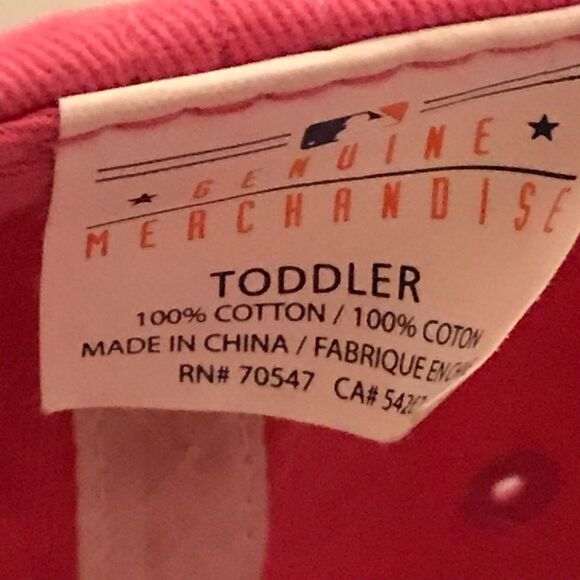 GENUINE
MERCHANDISE
TODDLER
100% COTTON / 100% COTON
MADE IN CHINA / FABRIQUE EN
RN# 70547 CA#